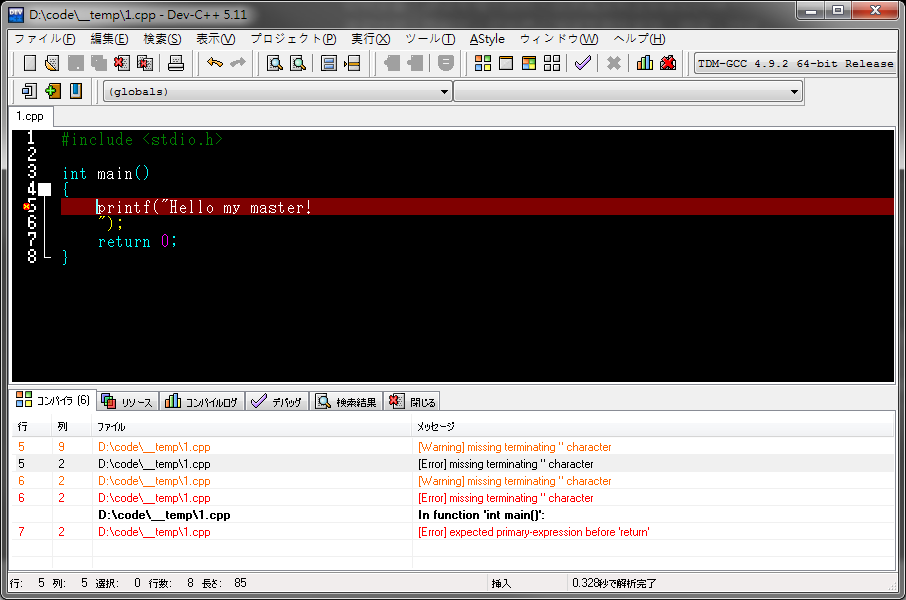 D:\code\__temp\1.cpp - Dev-C++ 5.11
ファイル(F) 編集(E) 検索(S) 表示(V) プロジェクト(P) 実行(X) ツール(T) AStyle ウィンドウ(W) ヘルプ(H)
TDM-GCC 4.9.2 64-bit Release
(globals)
1.cpp
1 #include <stdio.h>
2
3 int main()
4 {
5 printf("Hello my master!
6 ");
7 return 0;
8 }
コンパイラ (6) リソース コンパイルログ デバッグ 検索結果 閉じる
行 列 ファイル メッセージ
5 9 D:\code\__temp\1.cpp [Warning] missing terminating '' character
5 2 D:\code\__temp\1.cpp [Error] missing terminating '' character
6 2 D:\code\__temp\1.cpp [Warning] missing terminating '' character
6 2 D:\code\__temp\1.cpp [Error] missing terminating '' character
D:\code\__temp\1.cpp In function 'int main()':
7 2 D:\code\__temp\1.cpp [Error] expected primary-expression before 'return'
行: 5 列: 5 選択: 0 行数: 8 長さ: 85 挿入 0.328秒で解析完了